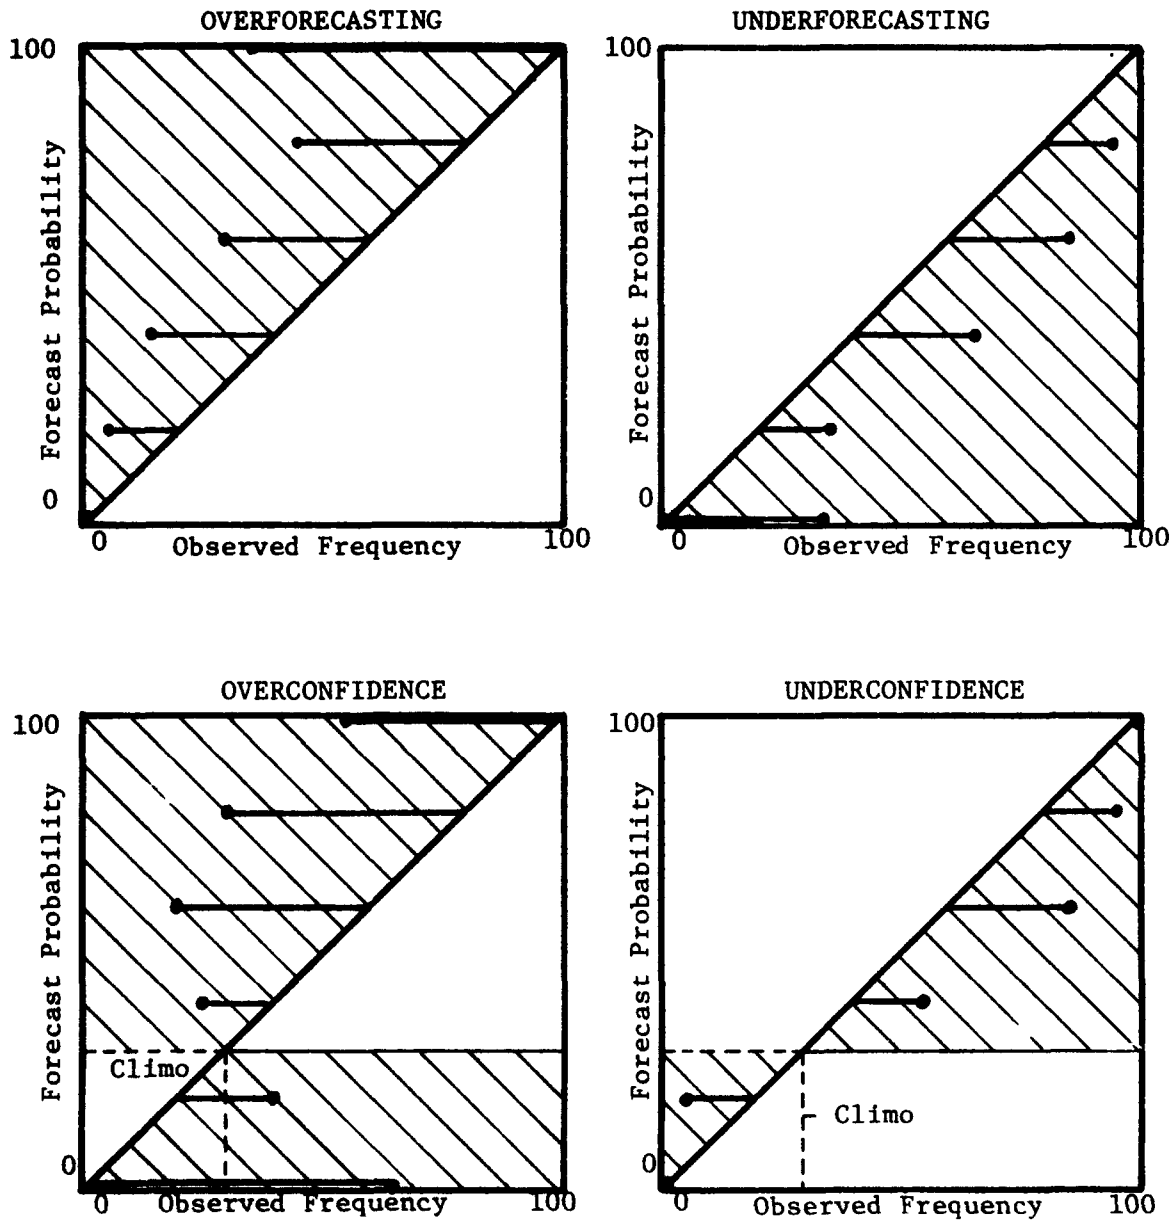 OVERFORECASTING
100
Forecast Probability
0
0
Observed Frequency
100
UNDERFORECASTING
100
Forecast Probability
0
0
Observed Frequency
100
OVERCONFIDENCE
100
Forecast Probability
Climo
0
0
Observed Frequency
100
UNDERCONFIDENCE
100
Forecast Probability
Climo
0
0
Observed Frequency
100